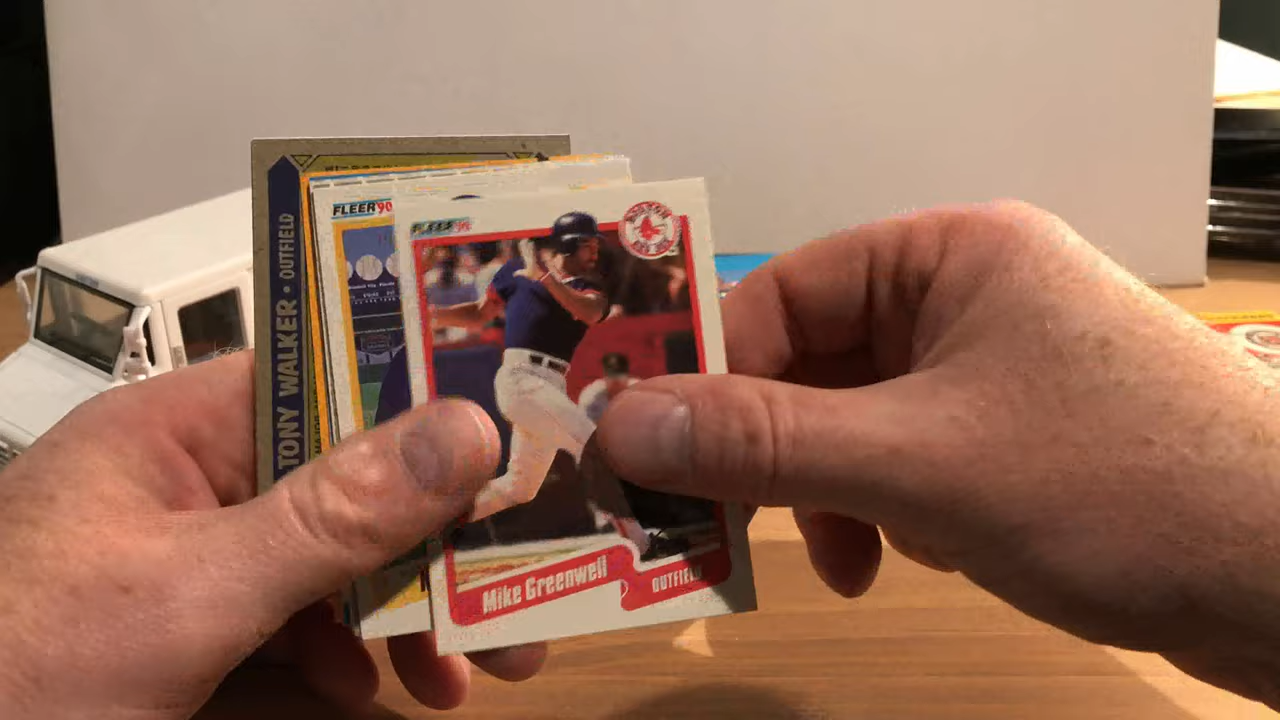 TONY WALKER • OUTFIELD
FLEER 90
FLEER 90
Mike Greenwell
OUTFIELD